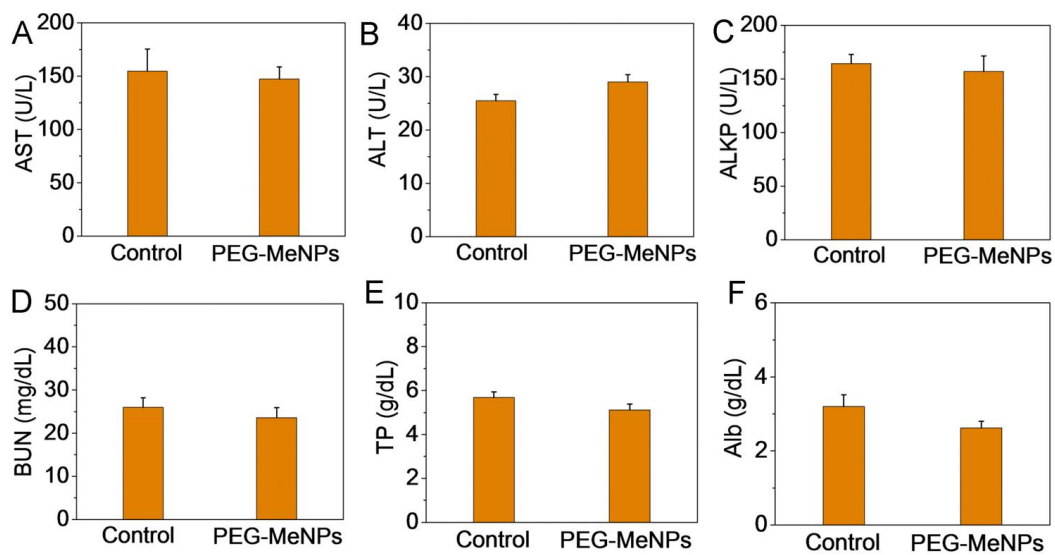 A
AST (U/L)
200
150
100
50
0
Control PEG-MeNPs
B
ALT (U/L)
40
30
20
10
0
Control PEG-MeNPs
C
ALKP (U/L)
200
150
100
50
0
Control PEG-MeNPs
D
BUN (mg/dL)
50
40
30
20
10
0
Control PEG-MeNPs
E
TP (g/dL)
10
8
6
4
2
0
Control PEG-MeNPs
F
Alb (g/dL)
6
4
2
0
Control PEG-MeNPs